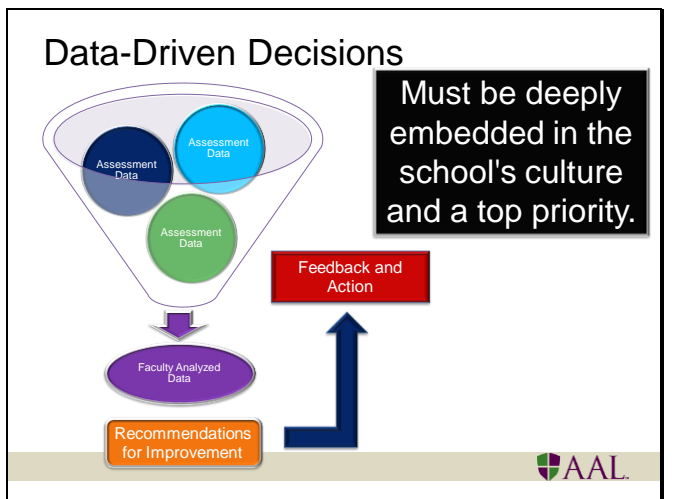 Data-Driven Decisions
Must be deeply
embedded in the
school's culture
and a top priority.
Assessment
Data
Assessment
Data
Assessment
Data
Feedback and
Action
Faculty Analyzed
Data
Recommendations
for Improvement
AAL